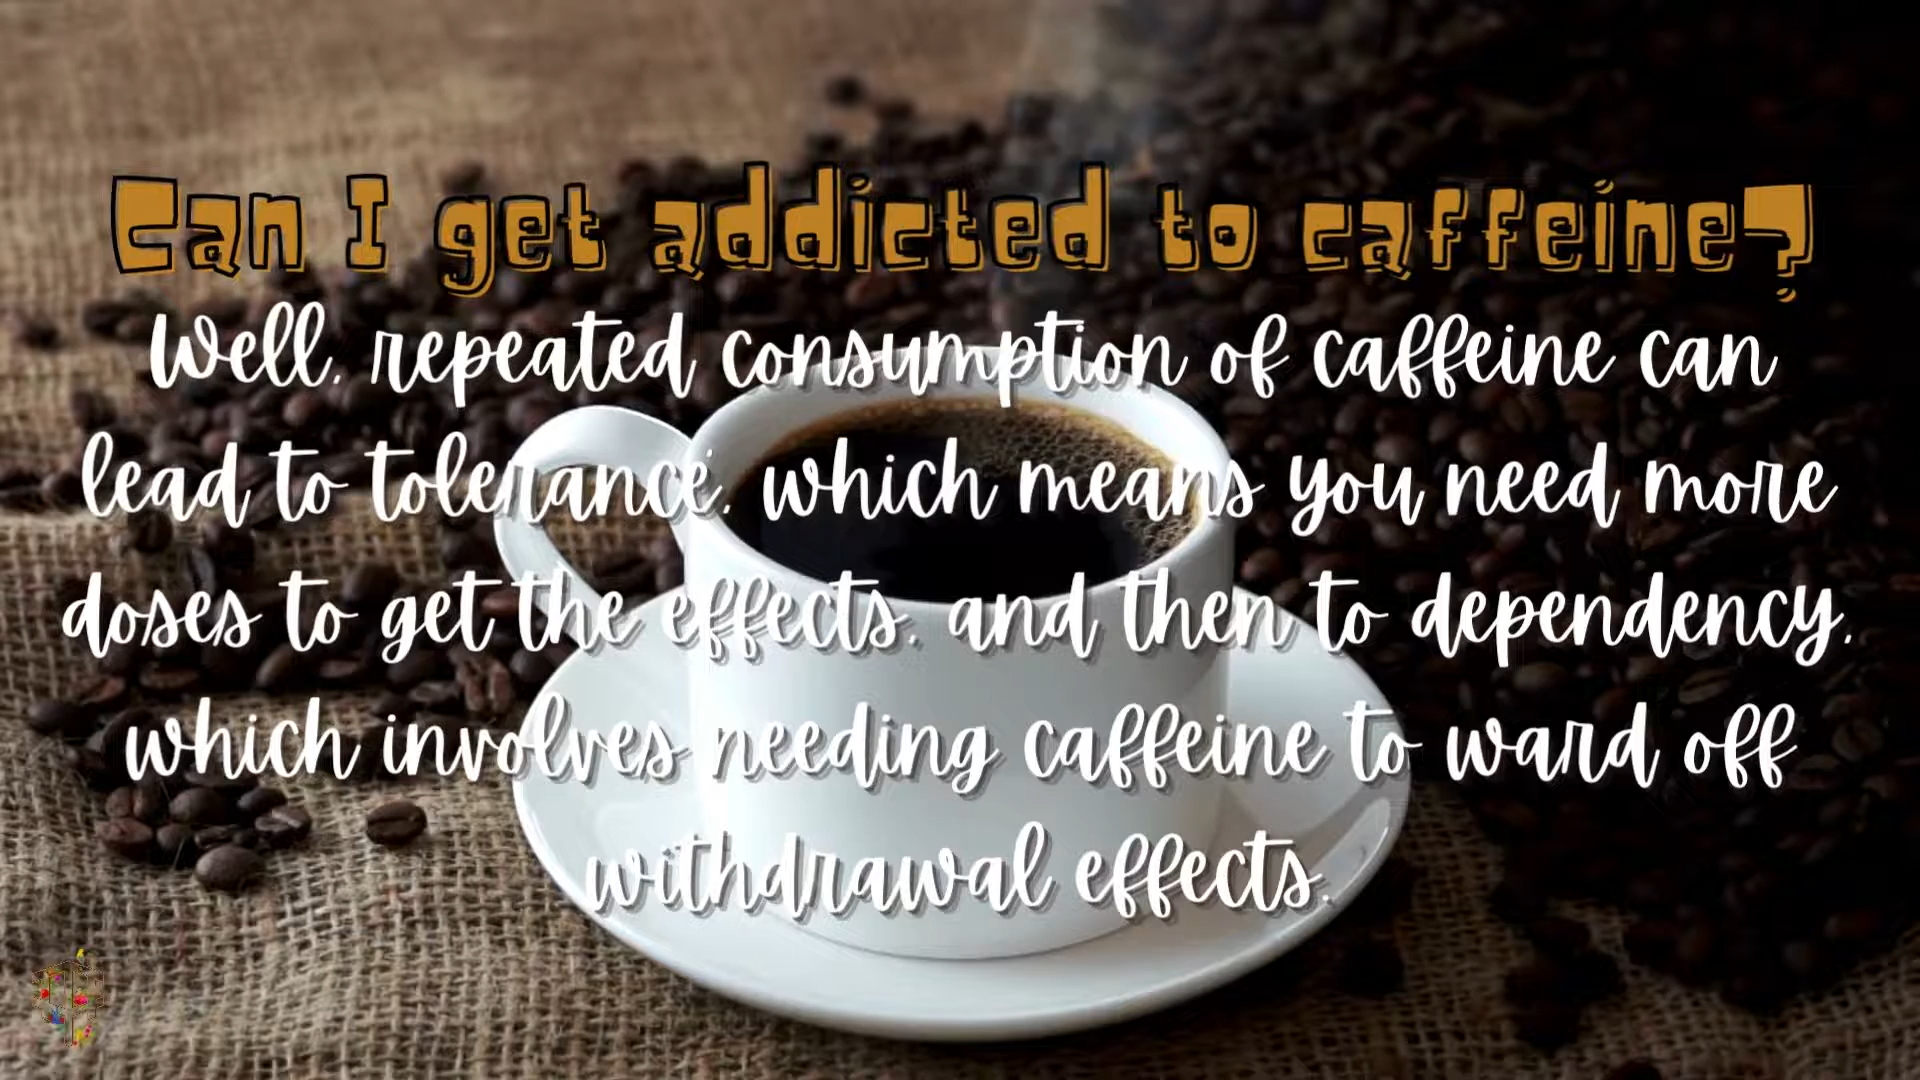 Can I get addicted to caffeine?
Well, repeated consumption of caffeine can
lead to tolerance, which means you need more
doses to get the effects, and then to dependency,
which involves needing caffeine to ward off
withdrawal effects.